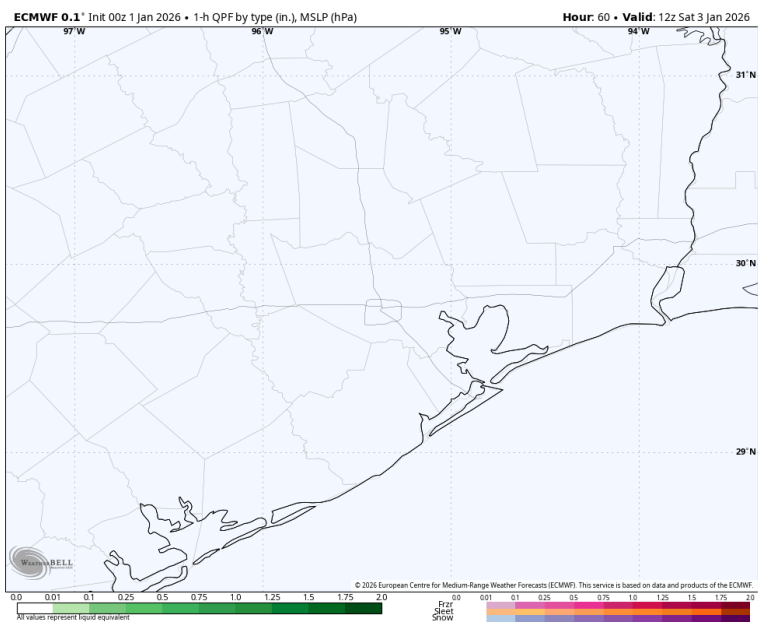 ECMWF 0.1° Init 00z 1 Jan 2026 • 1-h QPF by type (in.), MSLP (hPa)
Hour: 60 • Valid: 12z Sat 3 Jan 2026
97°W 96°W 95°W 94°W
31°N
30°N
29°N
WeatherBELL
© 2026 European Centre for Medium-Range Weather Forecasts (ECMWF). This service is based on data and products of the ECMWF.
0.0 0.01 0.1 0.25 0.5 0.75 1.0 1.25 1.5 1.75 2.0
All values represent liquid equivalent
0.0 0.01 0.1 0.25 0.5 0.75 1.0 1.25 1.5 1.75 2.0
Frzr
Sleet
Snow